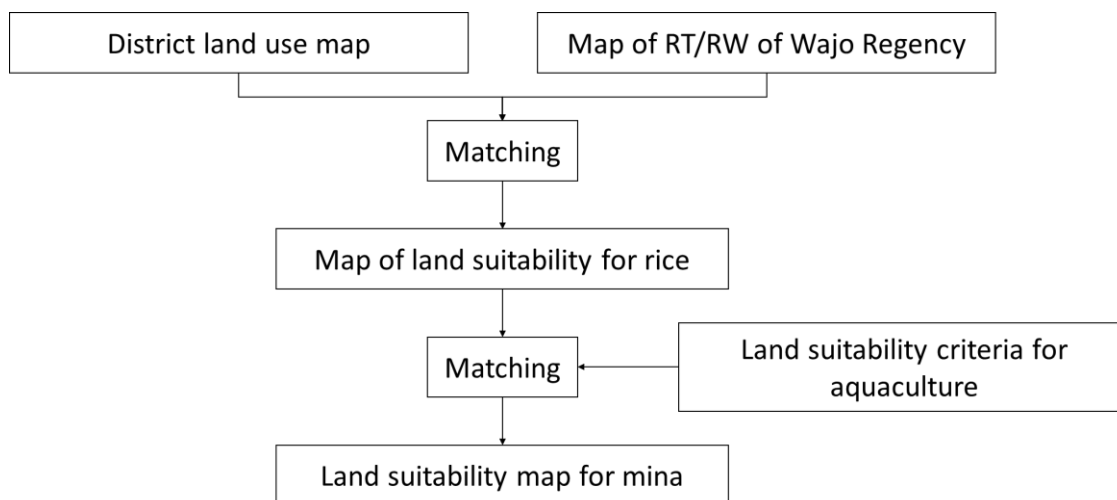 District land use map
Map of RT/RW of Wajo Regency
Matching
Map of land suitability for rice
Matching
Land suitability criteria for
aquaculture
Land suitability map for mina